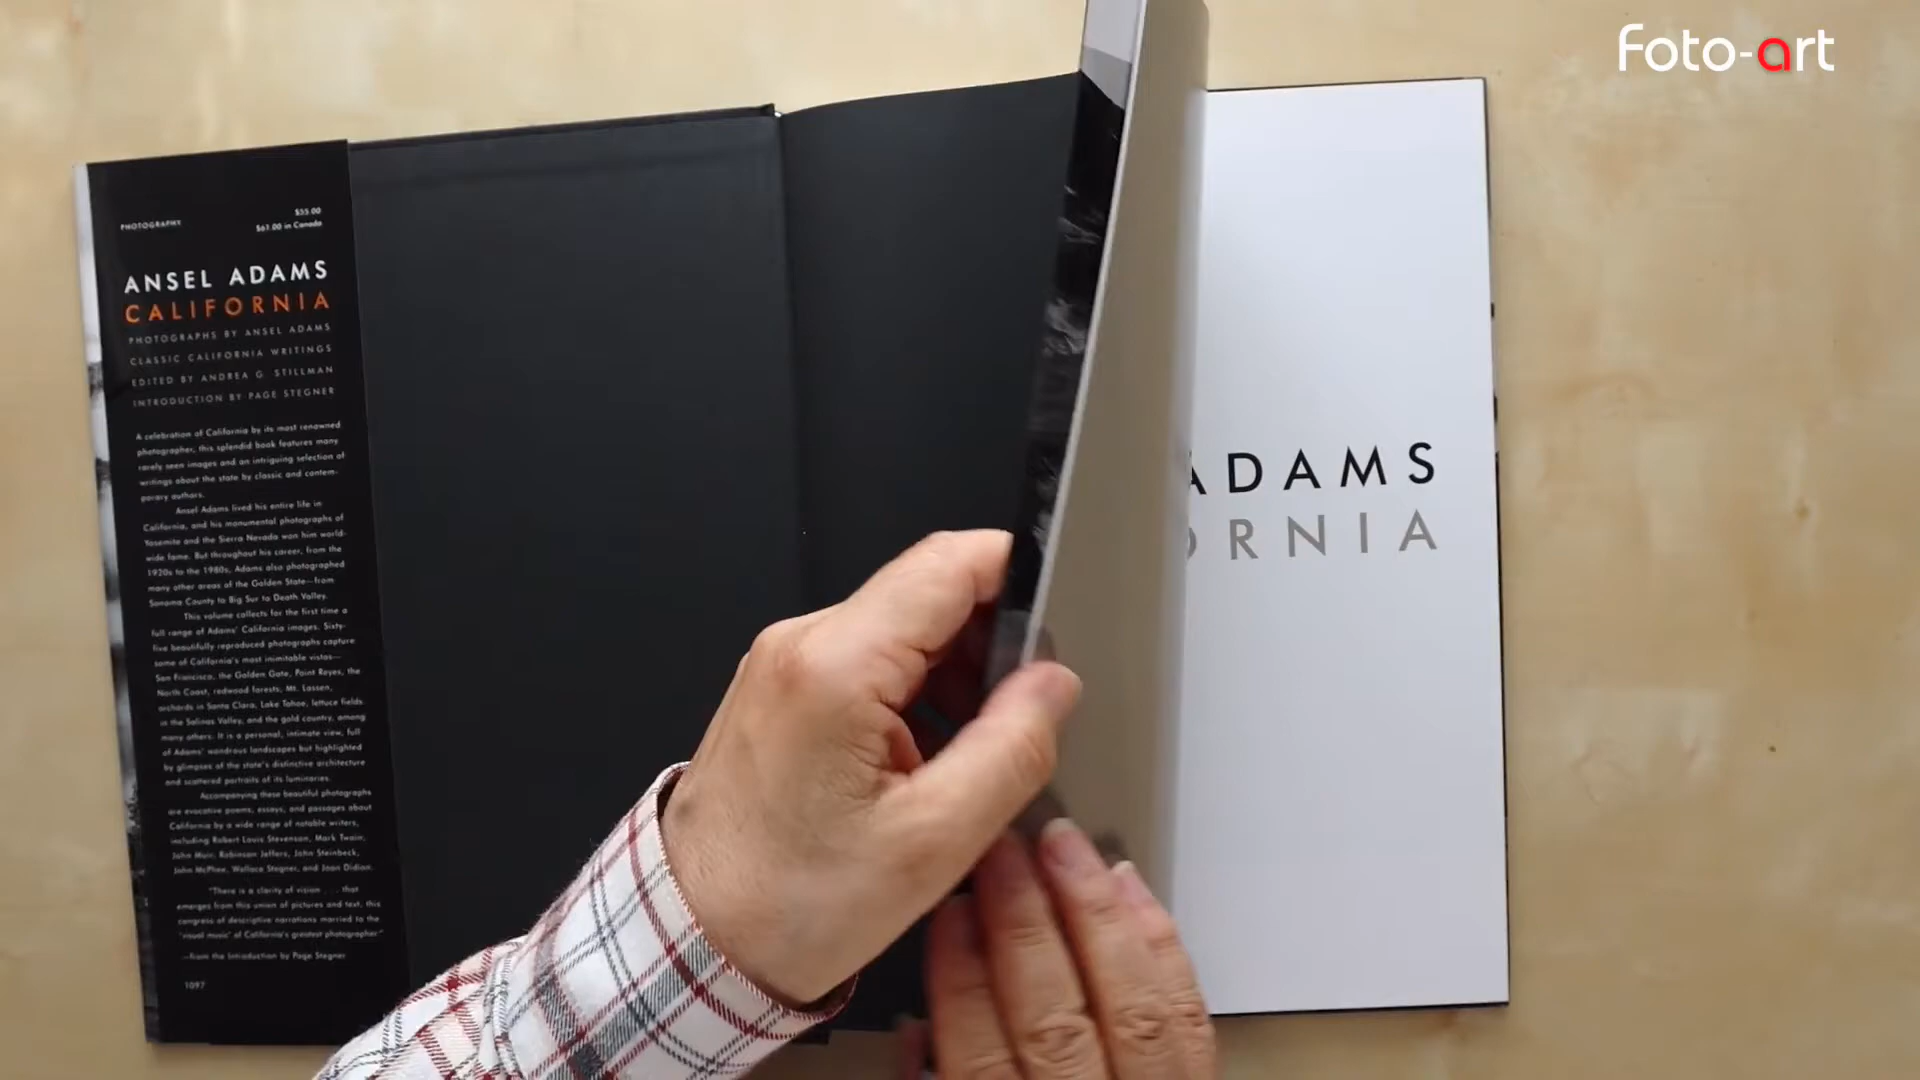 Foto-art
PHOTOGRAPHY
$55.00
$61.00 in Canada
ANSEL ADAMS
CALIFORNIA
PHOTOGRAPHS BY ANSEL ADAMS
CLASSIC CALIFORNIA WRITINGS
EDITED BY ANDREA G. STILLMAN
INTRODUCTION BY PAGE STEGNER
A celebration of California by its most renowned
photographer, this splendid book features many
rarely seen images and an intriguing selection of
writings about the state by classic and contem-
porary authors.
Ansel Adams lived his entire life in
California, and his monumental photographs of
Yosemite and the Sierra Nevada won him world-
wide fame. But throughout his career, from the
1920s to the 1980s, Adams also photographed
many other areas of the Golden State—from
Sonoma County to Big Sur to Death Valley.
This volume collects for the first time a
full range of Adams' California images. Sixty-
five beautifully reproduced photographs capture
some of California's most inimitable vistas—
San Francisco, the Golden Gate, Point Reyes, the
North Coast, redwood forests, Mt. Lassen,
orchards in Santa Clara, Lake Tahoe, lettuce fields
in the Salinas Valley, and the gold country, among
many others. It is a personal, intimate view, full
of Adams' wondrous landscapes but highlighted
by glimpses of the state's distinctive architecture
and scattered portraits of its luminaries.
Accompanying these beautiful photographs
are evocative poems, essays, and passages about
California by a wide range of notable writers,
including Robert Louis Stevenson, Mark Twain,
John Muir, Robinson Jeffers, John Steinbeck,
John McPhee, Wallace Stegner, and Joan Didion.
"There is a clarity of vision . . . that
emerges from this union of pictures and text, this
congress of descriptive narrations married to the
'visual music' of California's greatest photographer."
—from the Introduction by Page Stegner
1097
ADAMS
ORNIA